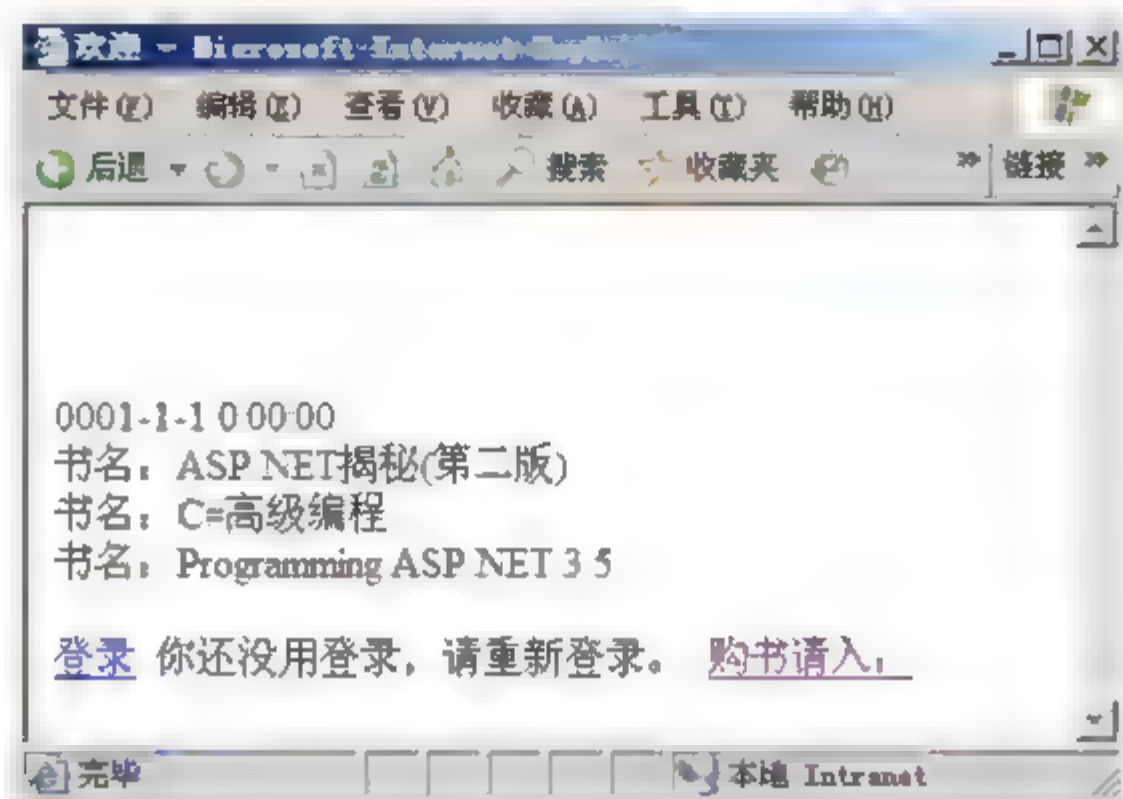 欢迎 - Microsoft Internet
文件(F) 编辑(E) 查看(V) 收藏(A) 工具(T) 帮助(H)
后退 搜索 收藏夹 » 链接 »
0001-1-1 0 00 00
书名：ASP NET揭秘(第二版)
书名：C=高级编程
书名：Programming ASP NET 3 5
登录 你还没用登录，请重新登录。 购书请入：
完毕 本地 Intranet